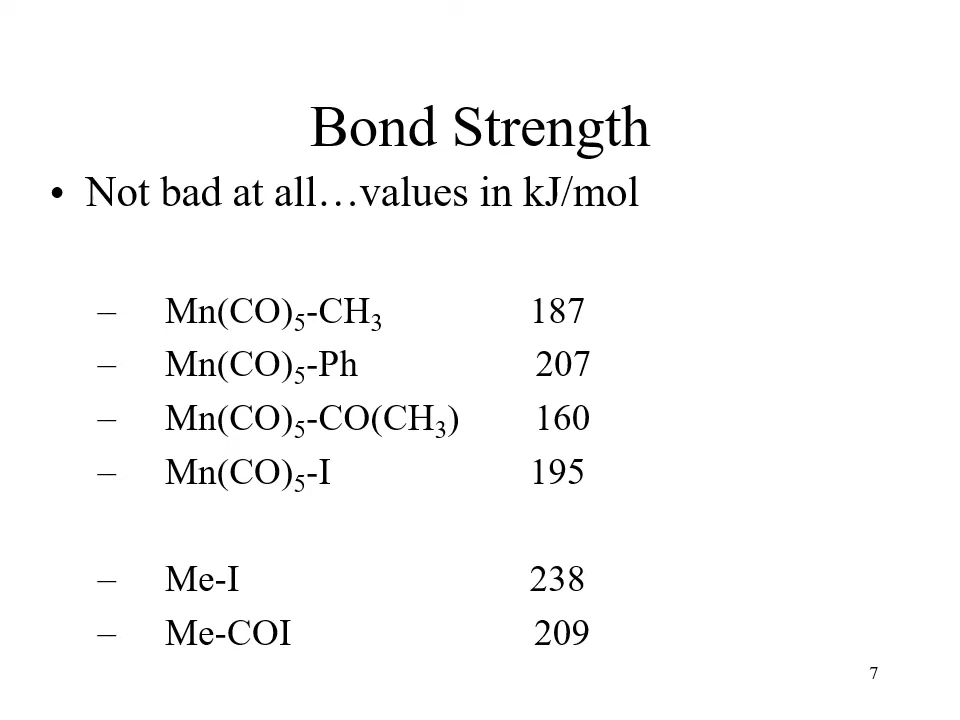 Bond Strength
• Not bad at all…values in kJ/mol
– Mn(CO)₅-CH₃ 187
– Mn(CO)₅-Ph 207
– Mn(CO)₅-CO(CH₃) 160
– Mn(CO)₅-I 195
– Me-I 238
– Me-COI 209
7